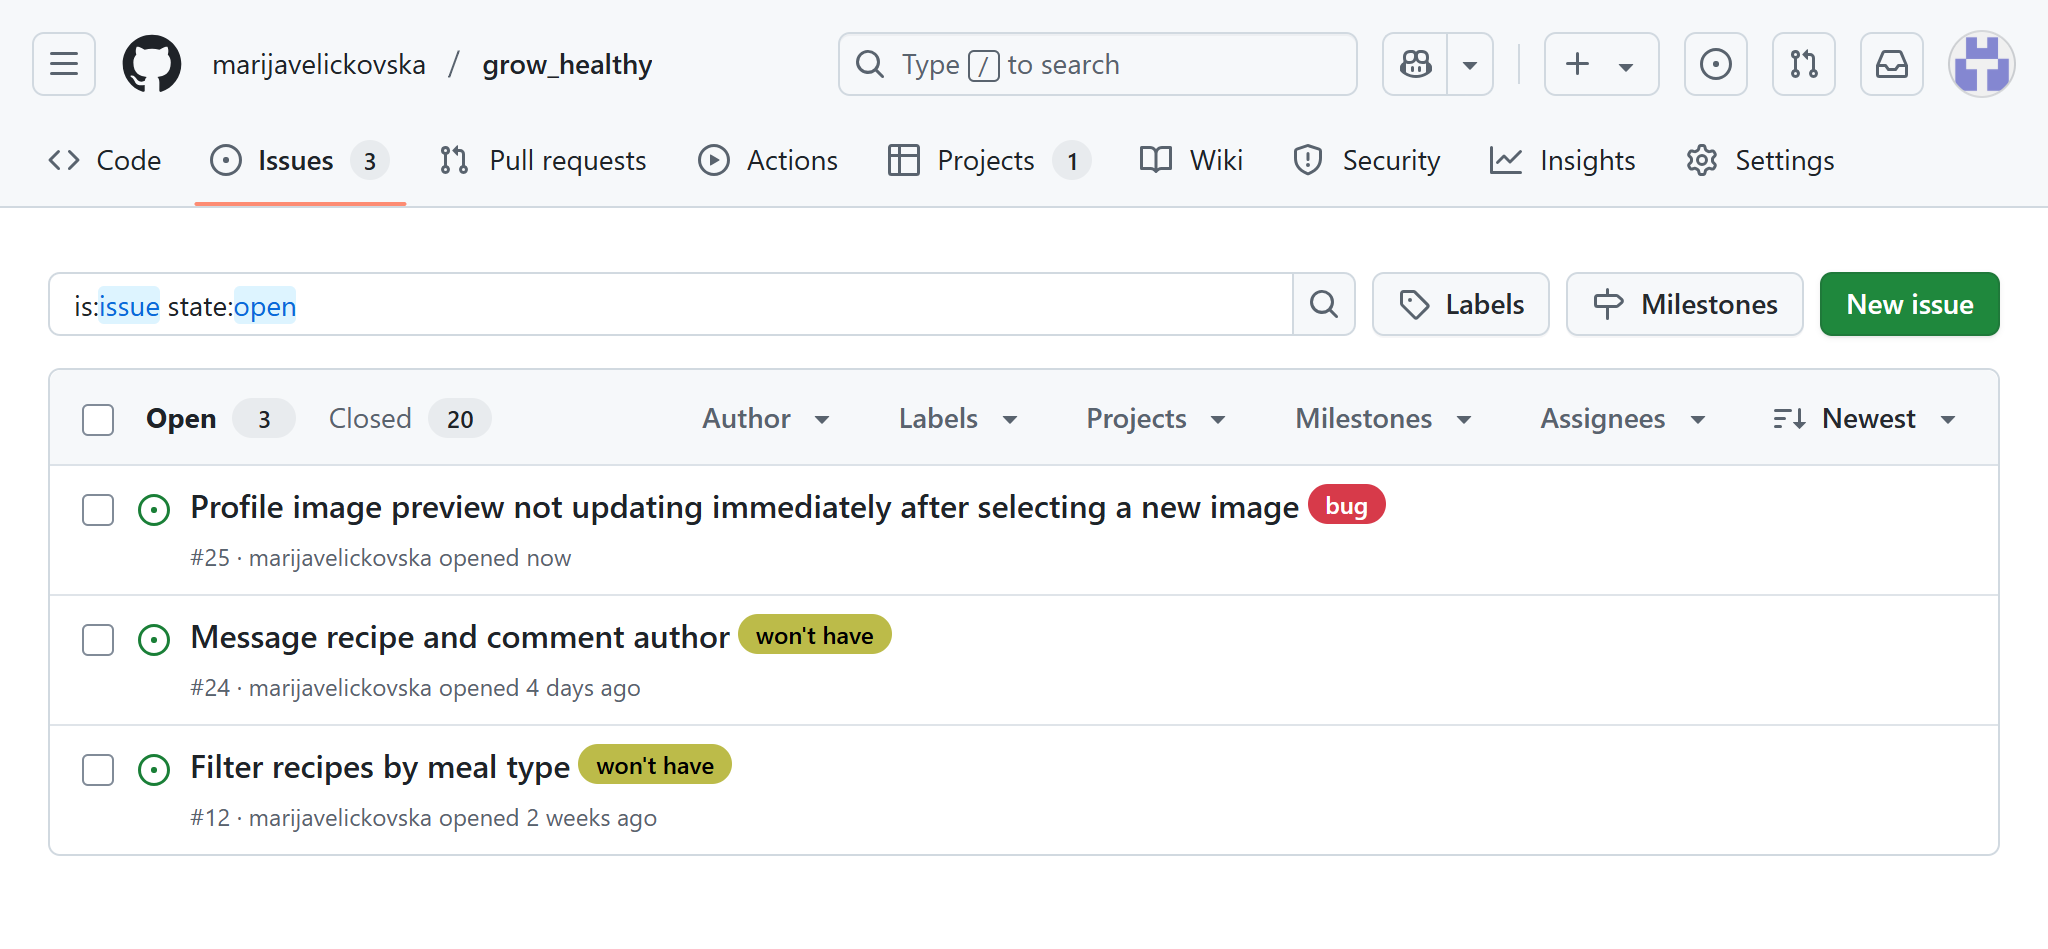 marijavelickovska / grow_healthy Type / to search
Code Issues 3 Pull requests Actions Projects 1 Wiki Security Insights Settings
is:issue state:open Labels Milestones New issue
Open 3 Closed 20 Author Labels Projects Milestones Assignees Newest
Profile image preview not updating immediately after selecting a new image bug
#25 · marijavelickovska opened now
Message recipe and comment author won't have
#24 · marijavelickovska opened 4 days ago
Filter recipes by meal type won't have
#12 · marijavelickovska opened 2 weeks ago